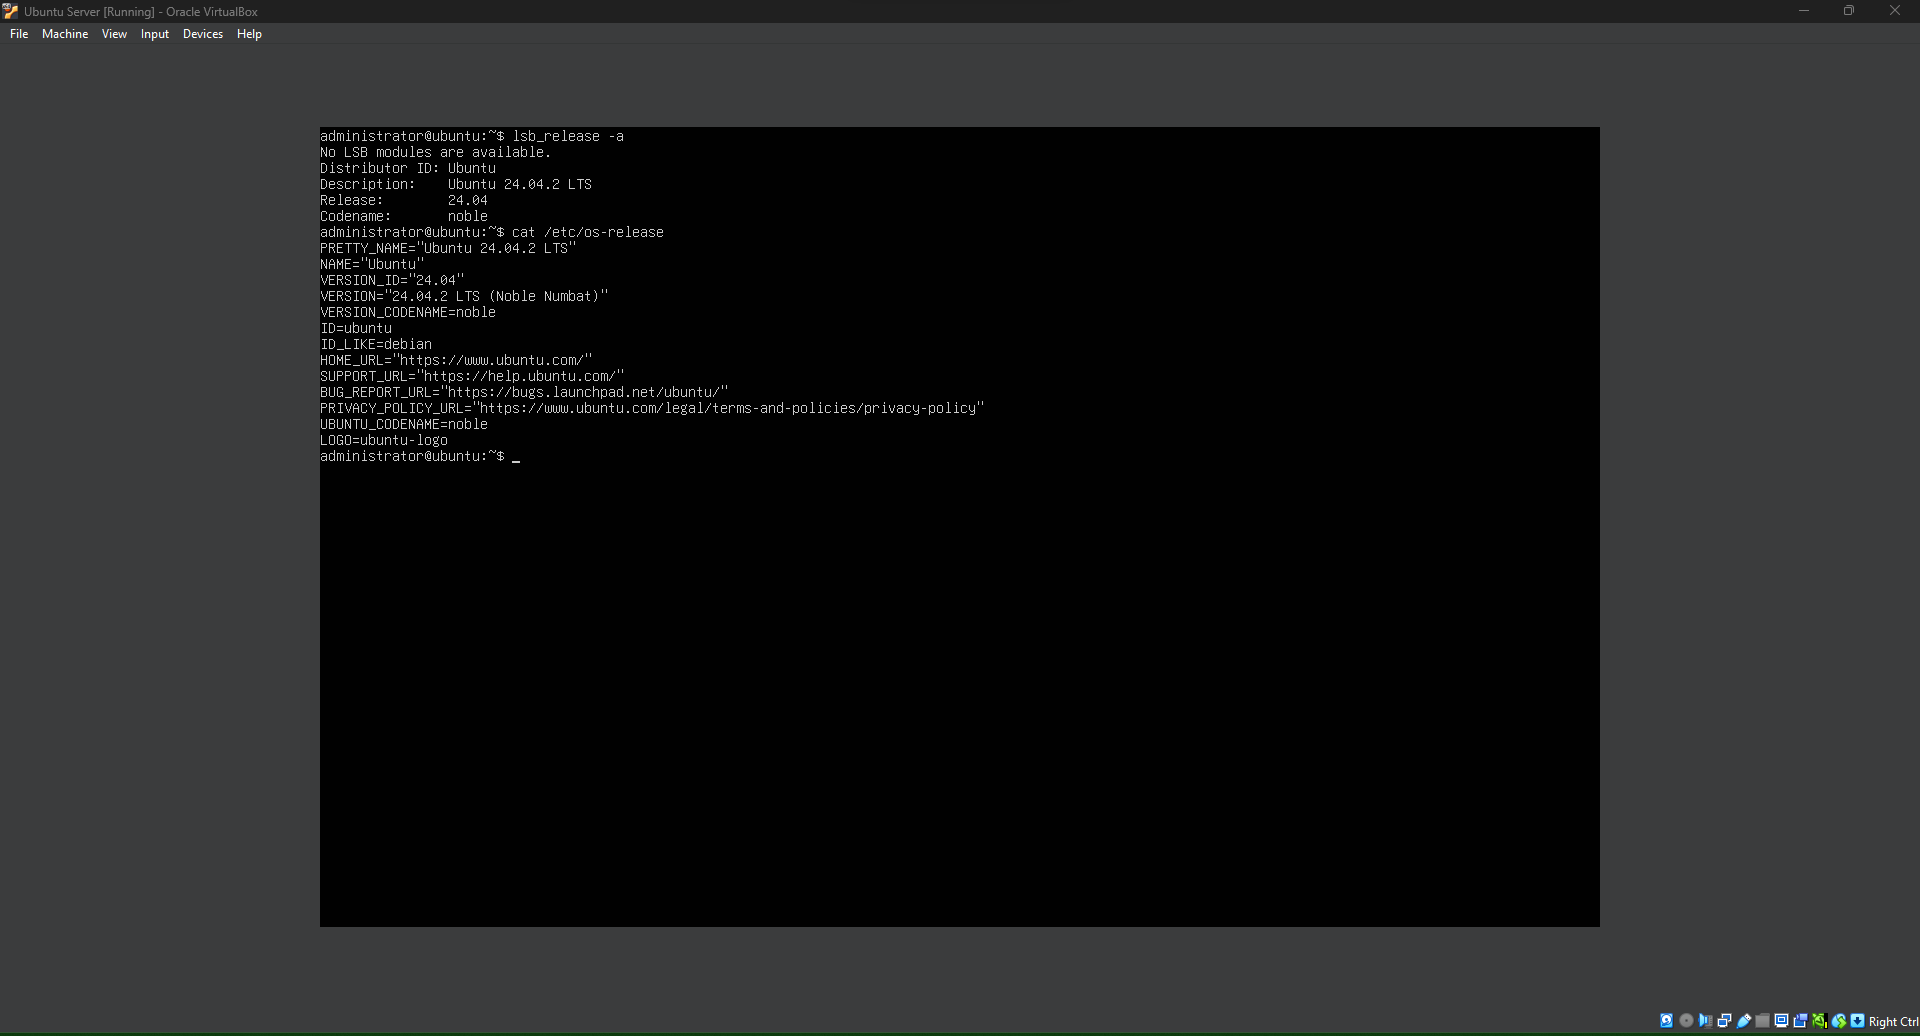 Ubuntu Server [Running] - Oracle VirtualBox
File Machine View Input Devices Help
administrator@ubuntu:~$ lsb_release -a
No LSB modules are available.
Distributor ID: Ubuntu
Description:    Ubuntu 24.04.2 LTS
Release:        24.04
Codename:       noble
administrator@ubuntu:~$ cat /etc/os-release
PRETTY_NAME="Ubuntu 24.04.2 LTS"
NAME="Ubuntu"
VERSION_ID="24.04"
VERSION="24.04.2 LTS (Noble Numbat)"
VERSION_CODENAME=noble
ID=ubuntu
ID_LIKE=debian
HOME_URL="https://www.ubuntu.com/"
SUPPORT_URL="https://help.ubuntu.com/"
BUG_REPORT_URL="https://bugs.launchpad.net/ubuntu/"
PRIVACY_POLICY_URL="https://www.ubuntu.com/legal/terms-and-policies/privacy-policy"
UBUNTU_CODENAME=noble
LOGO=ubuntu-logo
administrator@ubuntu:~$ _
Right Ctrl